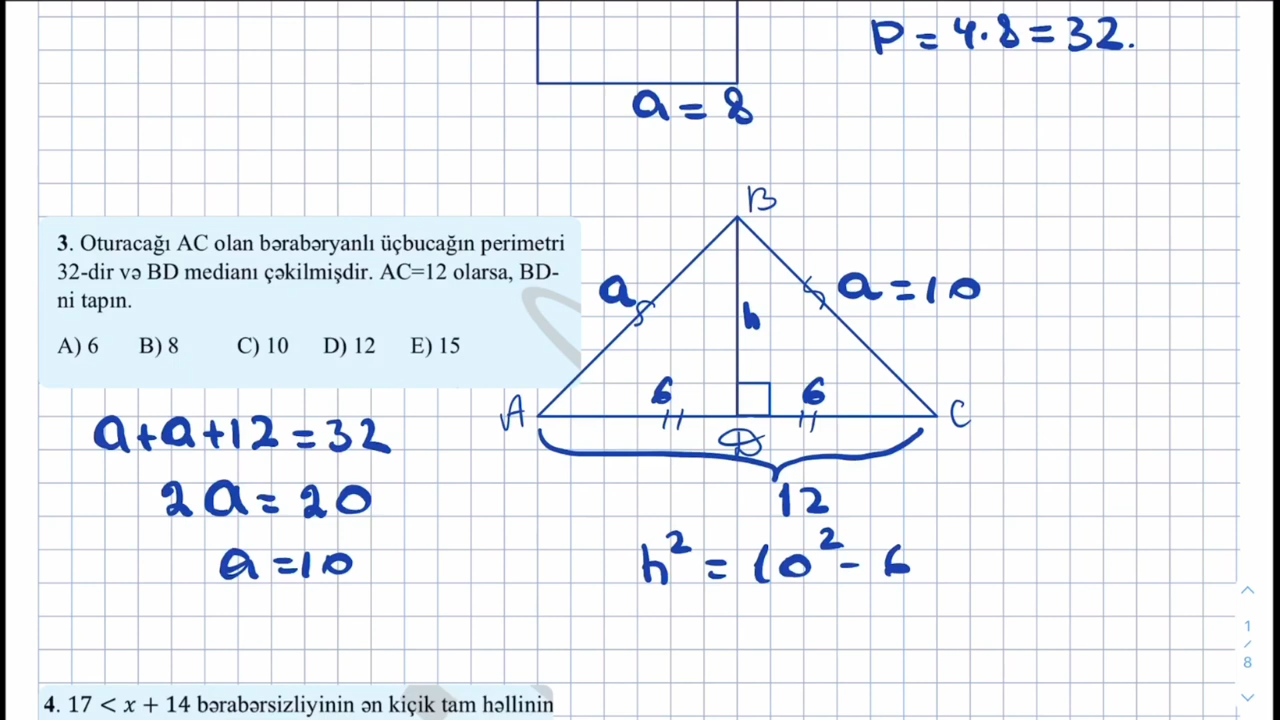 P = 4·8 = 32.
a = 8
B
3. Oturacağı AC olan bərabəryanlı üçbucağın perimetri
32-dir və BD medianı çəkilmişdir. AC=12 olarsa, BD-
ni tapın.
A) 6 B) 8 C) 10 D) 12 E) 15
a
a = 10
h
6
6
A
C
D
12
a+a+12=32
2a=20
a=10
h² = 10² - 6
1
/
8
4. 17 < x + 14 bərabərsizliyinin ən kiçik tam həllinin